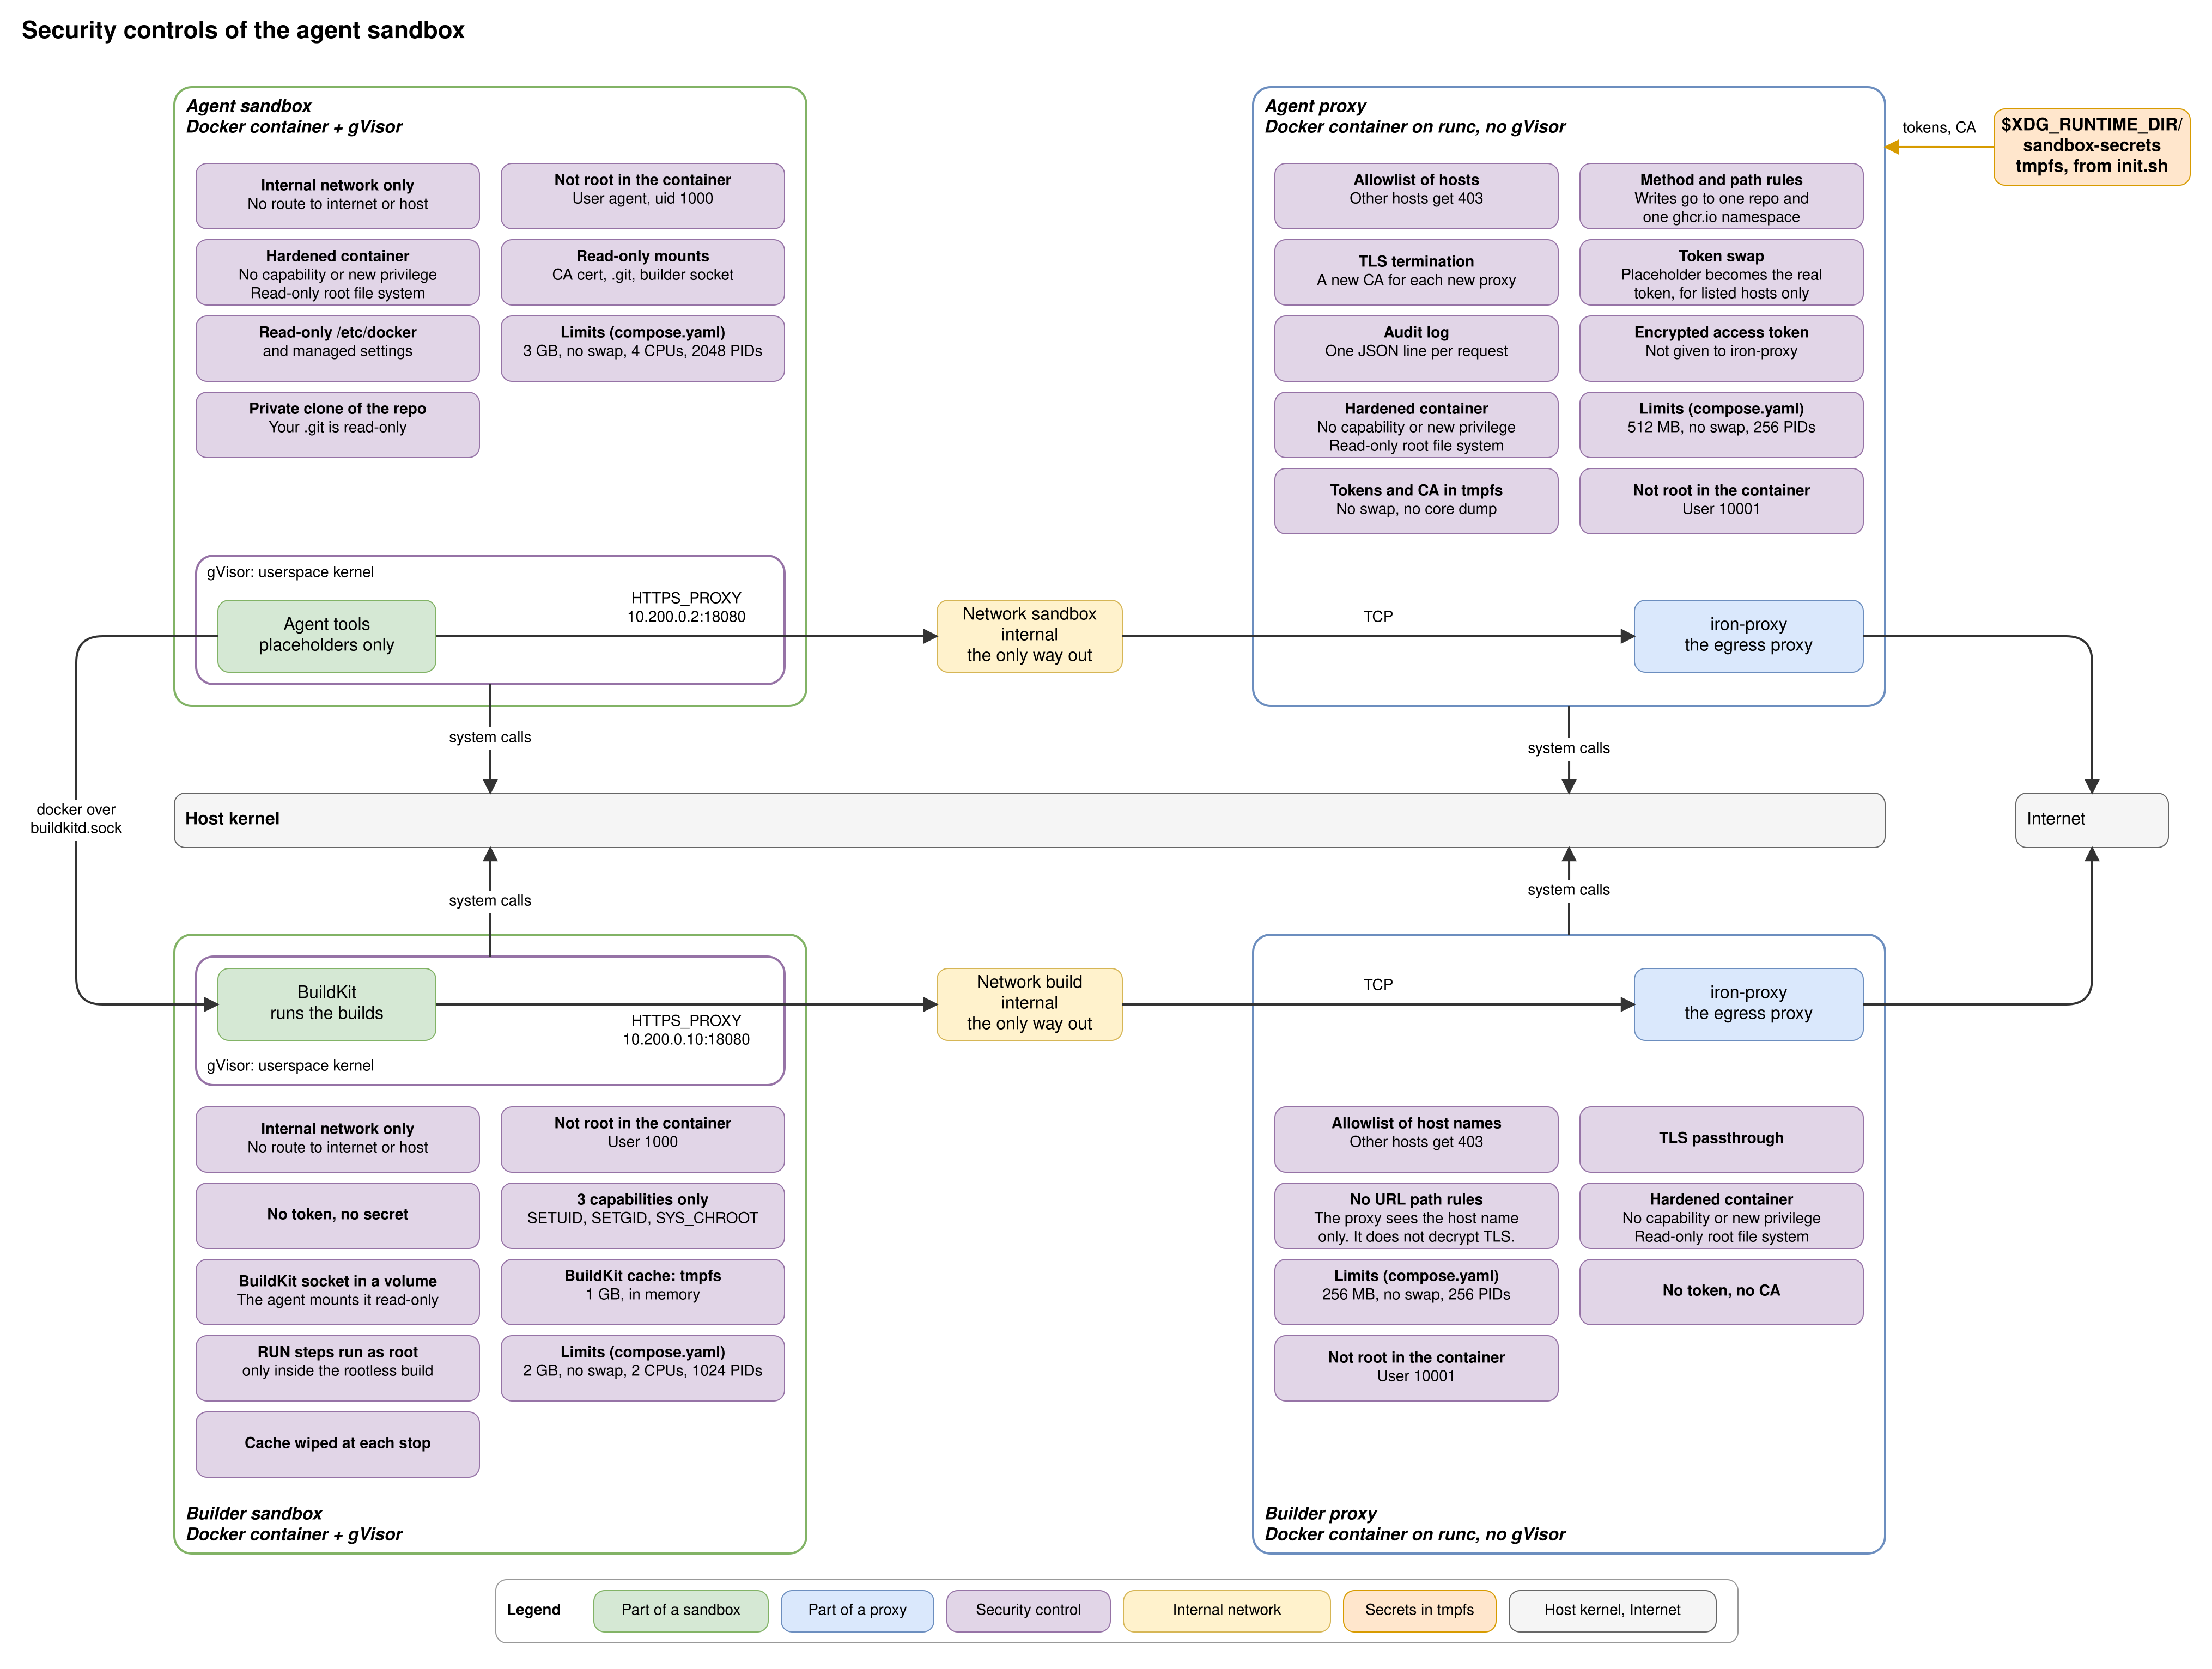 Security controls of the agent sandbox
Agent sandbox
Docker container + gVisor
Internal network only
No route to internet or host
Not root in the container
User agent, uid 1000
Hardened container
No capability or new privilege
Read-only root file system
Read-only mounts
CA cert, .git, builder socket
Read-only /etc/docker
and managed settings
Limits (compose.yaml)
3 GB, no swap, 4 CPUs, 2048 PIDs
Private clone of the repo
Your .git is read-only
gVisor: userspace kernel
Agent tools
placeholders only
HTTPS_PROXY
10.200.0.2:18080
Network sandbox
internal
the only way out
Agent proxy
Docker container on runc, no gVisor
Allowlist of hosts
Other hosts get 403
Method and path rules
Writes go to one repo and
one ghcr.io namespace
TLS termination
A new CA for each new proxy
Token swap
Placeholder becomes the real
token, for listed hosts only
Audit log
One JSON line per request
Encrypted access token
Not given to iron-proxy
Hardened container
No capability or new privilege
Read-only root file system
Limits (compose.yaml)
512 MB, no swap, 256 PIDs
Tokens and CA in tmpfs
No swap, no core dump
Not root in the container
User 10001
TCP
iron-proxy
the egress proxy
tokens, CA
$XDG_RUNTIME_DIR/
sandbox-secrets
tmpfs, from init.sh
system calls
system calls
docker over
buildkitd.sock
Host kernel
Internet
system calls
system calls
BuildKit
runs the builds
HTTPS_PROXY
10.200.0.10:18080
gVisor: userspace kernel
Network build
internal
the only way out
TCP
iron-proxy
the egress proxy
Internal network only
No route to internet or host
Not root in the container
User 1000
No token, no secret
3 capabilities only
SETUID, SETGID, SYS_CHROOT
BuildKit socket in a volume
The agent mounts it read-only
BuildKit cache: tmpfs
1 GB, in memory
RUN steps run as root
only inside the rootless build
Limits (compose.yaml)
2 GB, no swap, 2 CPUs, 1024 PIDs
Cache wiped at each stop
Builder sandbox
Docker container + gVisor
Allowlist of host names
Other hosts get 403
TLS passthrough
No URL path rules
The proxy sees the host name
only. It does not decrypt TLS.
Hardened container
No capability or new privilege
Read-only root file system
Limits (compose.yaml)
256 MB, no swap, 256 PIDs
No token, no CA
Not root in the container
User 10001
Builder proxy
Docker container on runc, no gVisor
Legend
Part of a sandbox
Part of a proxy
Security control
Internal network
Secrets in tmpfs
Host kernel, Internet